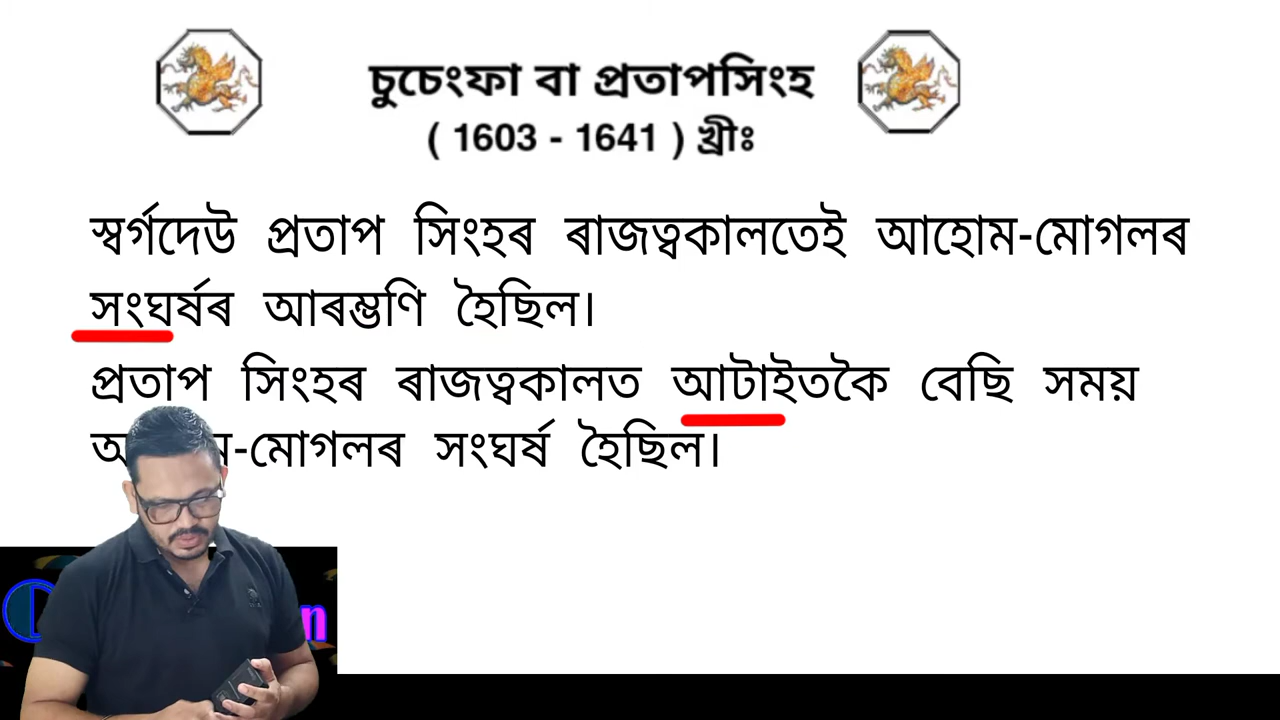 চুচেংফা বা প্ৰতাপসিংহ
( 1603 - 1641 ) খ্ৰীঃ
স্বৰ্গদেউ প্ৰতাপ সিংহৰ ৰাজত্বকালতেই আহোম-মোগলৰ
সংঘৰ্ষৰ আৰম্ভণি হৈছিল।
প্ৰতাপ সিংহৰ ৰাজত্বকালত আটাইতকৈ বেছি সময়
-মোগলৰ সংঘৰ্ষ হৈছিল।